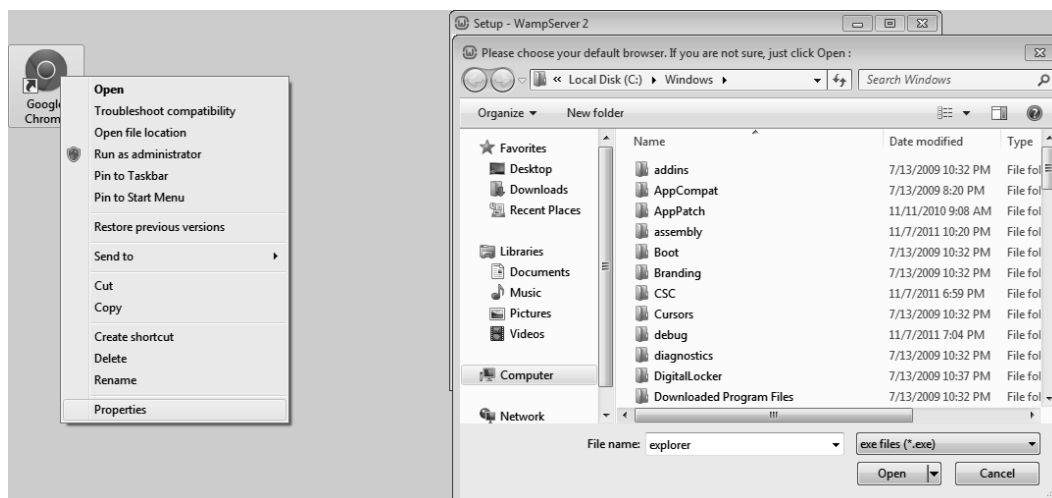 Google
Chrom
Open
Troubleshoot compatibility
Open file location
Run as administrator
Pin to Taskbar
Pin to Start Menu
Restore previous versions
Send to
Cut
Copy
Create shortcut
Delete
Rename
Properties
Setup - WampServer 2
Please choose your default browser. If you are not sure, just click Open :
« Local Disk (C:) Windows
Search Windows
Organize New folder
Favorites
Desktop
Downloads
Recent Places
Libraries
Documents
Music
Pictures
Videos
Computer
Network
Name Date modified Type
addins 7/13/2009 10:32 PM File fol
AppCompat 7/13/2009 8:20 PM File fol
AppPatch 11/11/2010 9:08 AM File fol
assembly 11/7/2011 10:20 PM File fol
Boot 7/13/2009 10:32 PM File fol
Branding 7/13/2009 10:32 PM File fol
CSC 11/7/2011 6:59 PM File fol
Cursors 7/13/2009 10:32 PM File fol
debug 11/7/2011 7:04 PM File fol
diagnostics 7/13/2009 10:32 PM File fol
DigitalLocker 7/13/2009 10:37 PM File fol
Downloaded Program Files 7/13/2009 10:32 PM File fol
File name: explorer exe files (*.exe)
Open Cancel